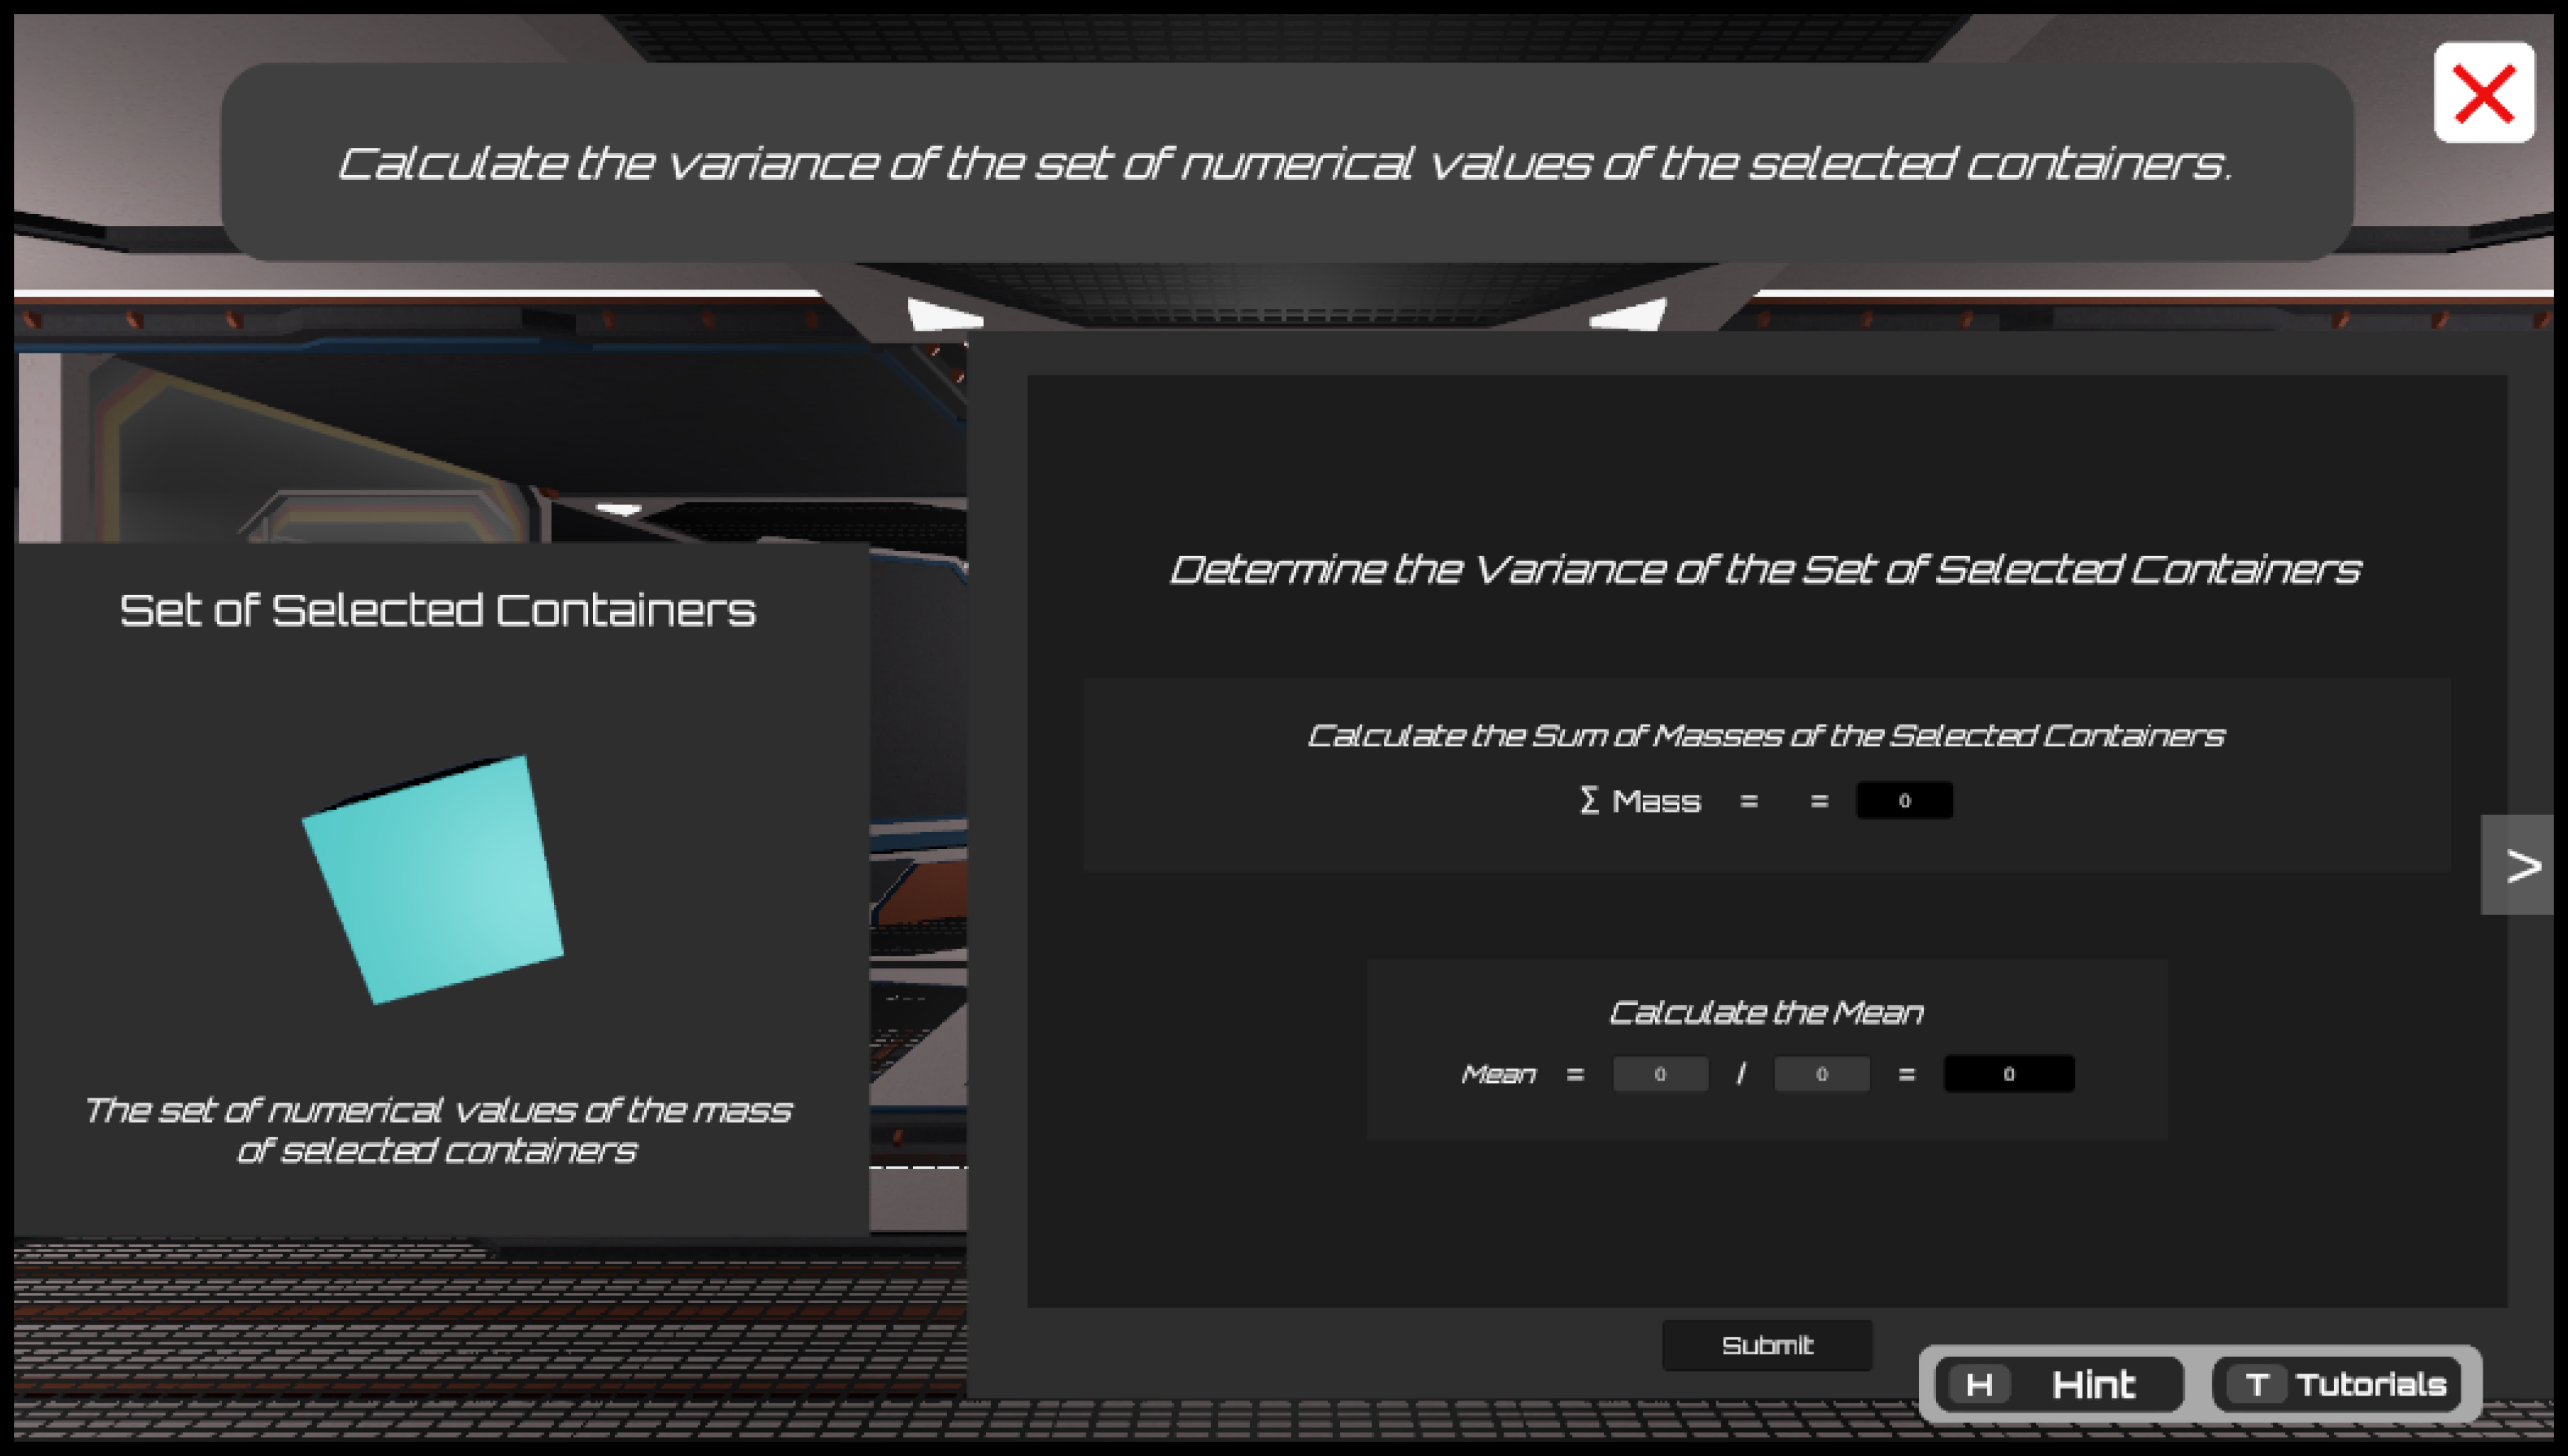 Calculate the variance of the set of numerical values of the selected containers.
Set of Selected Containers
The set of numerical values of the mass
of selected containers
Determine the Variance of the Set of Selected Containers
Calculate the Sum of Masses of the Selected Containers
Σ Mass = = 0
Calculate the Mean
Mean = 0 / 0 = 0
>
Submit
H Hint
T Tutorials